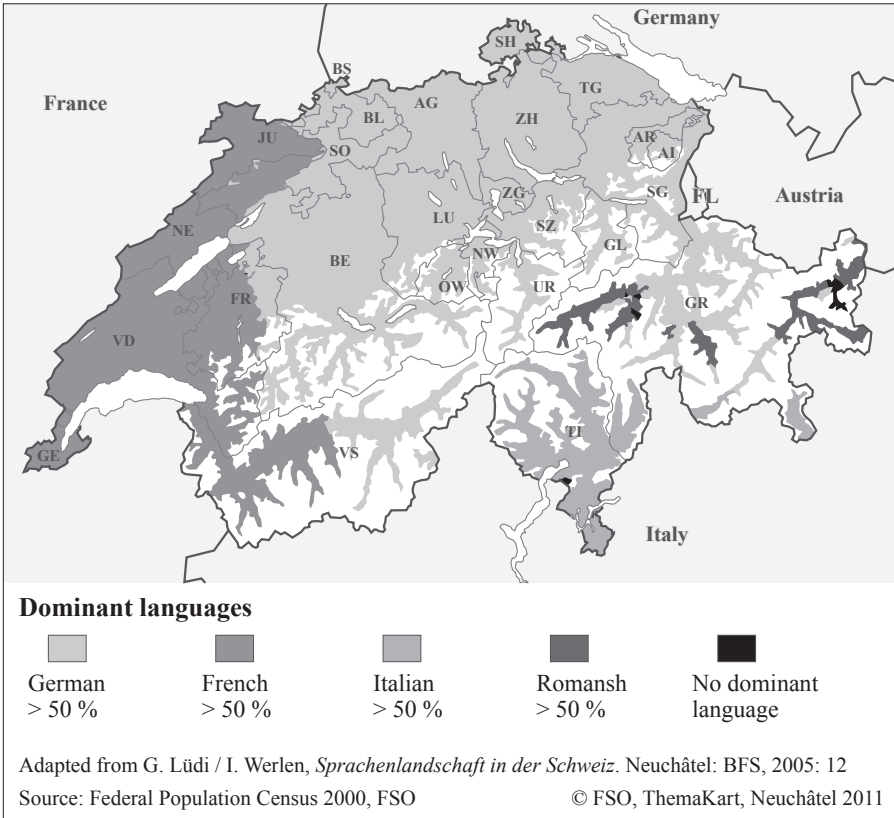 Germany
SH
BS
France
AG
TG
BL
ZH
JU
AR
SO
AI
ZG
SG
FL
Austria
LU
SZ
NE
NW
GL
BE
OW
UR
FR
GR
VD
TI
VS
GE
Italy
Dominant languages
German
> 50 %
French
> 50 %
Italian
> 50 %
Romansh
> 50 %
No dominant
language
Adapted from G. Lüdi / I. Werlen, Sprachenlandschaft in der Schweiz. Neuchâtel: BFS, 2005: 12
Source: Federal Population Census 2000, FSO
© FSO, ThemaKart, Neuchâtel 2011